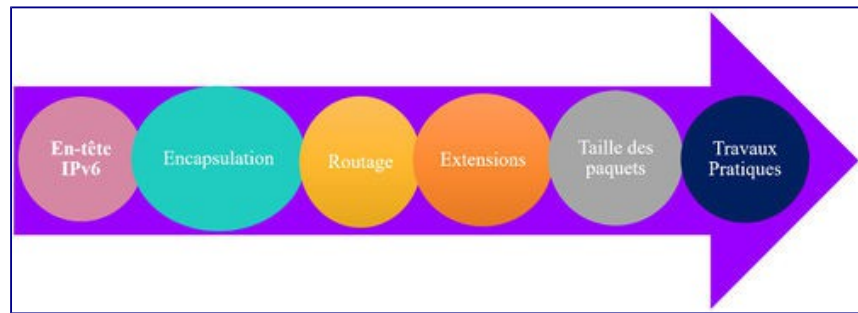 En-tête
IPv6
Encapsulation
Routage
Extensions
Taille des
paquets
Travaux
Pratiques